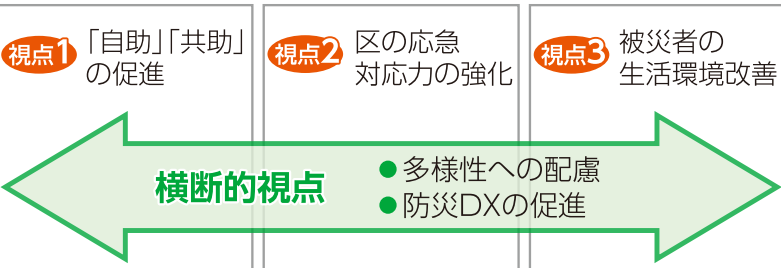 視点1
「自助」「共助」
の促進
視点2
区の応急
対応力の強化
視点3
被災者の
生活環境改善
横断的視点
●多様性への配慮
●防災DXの促進